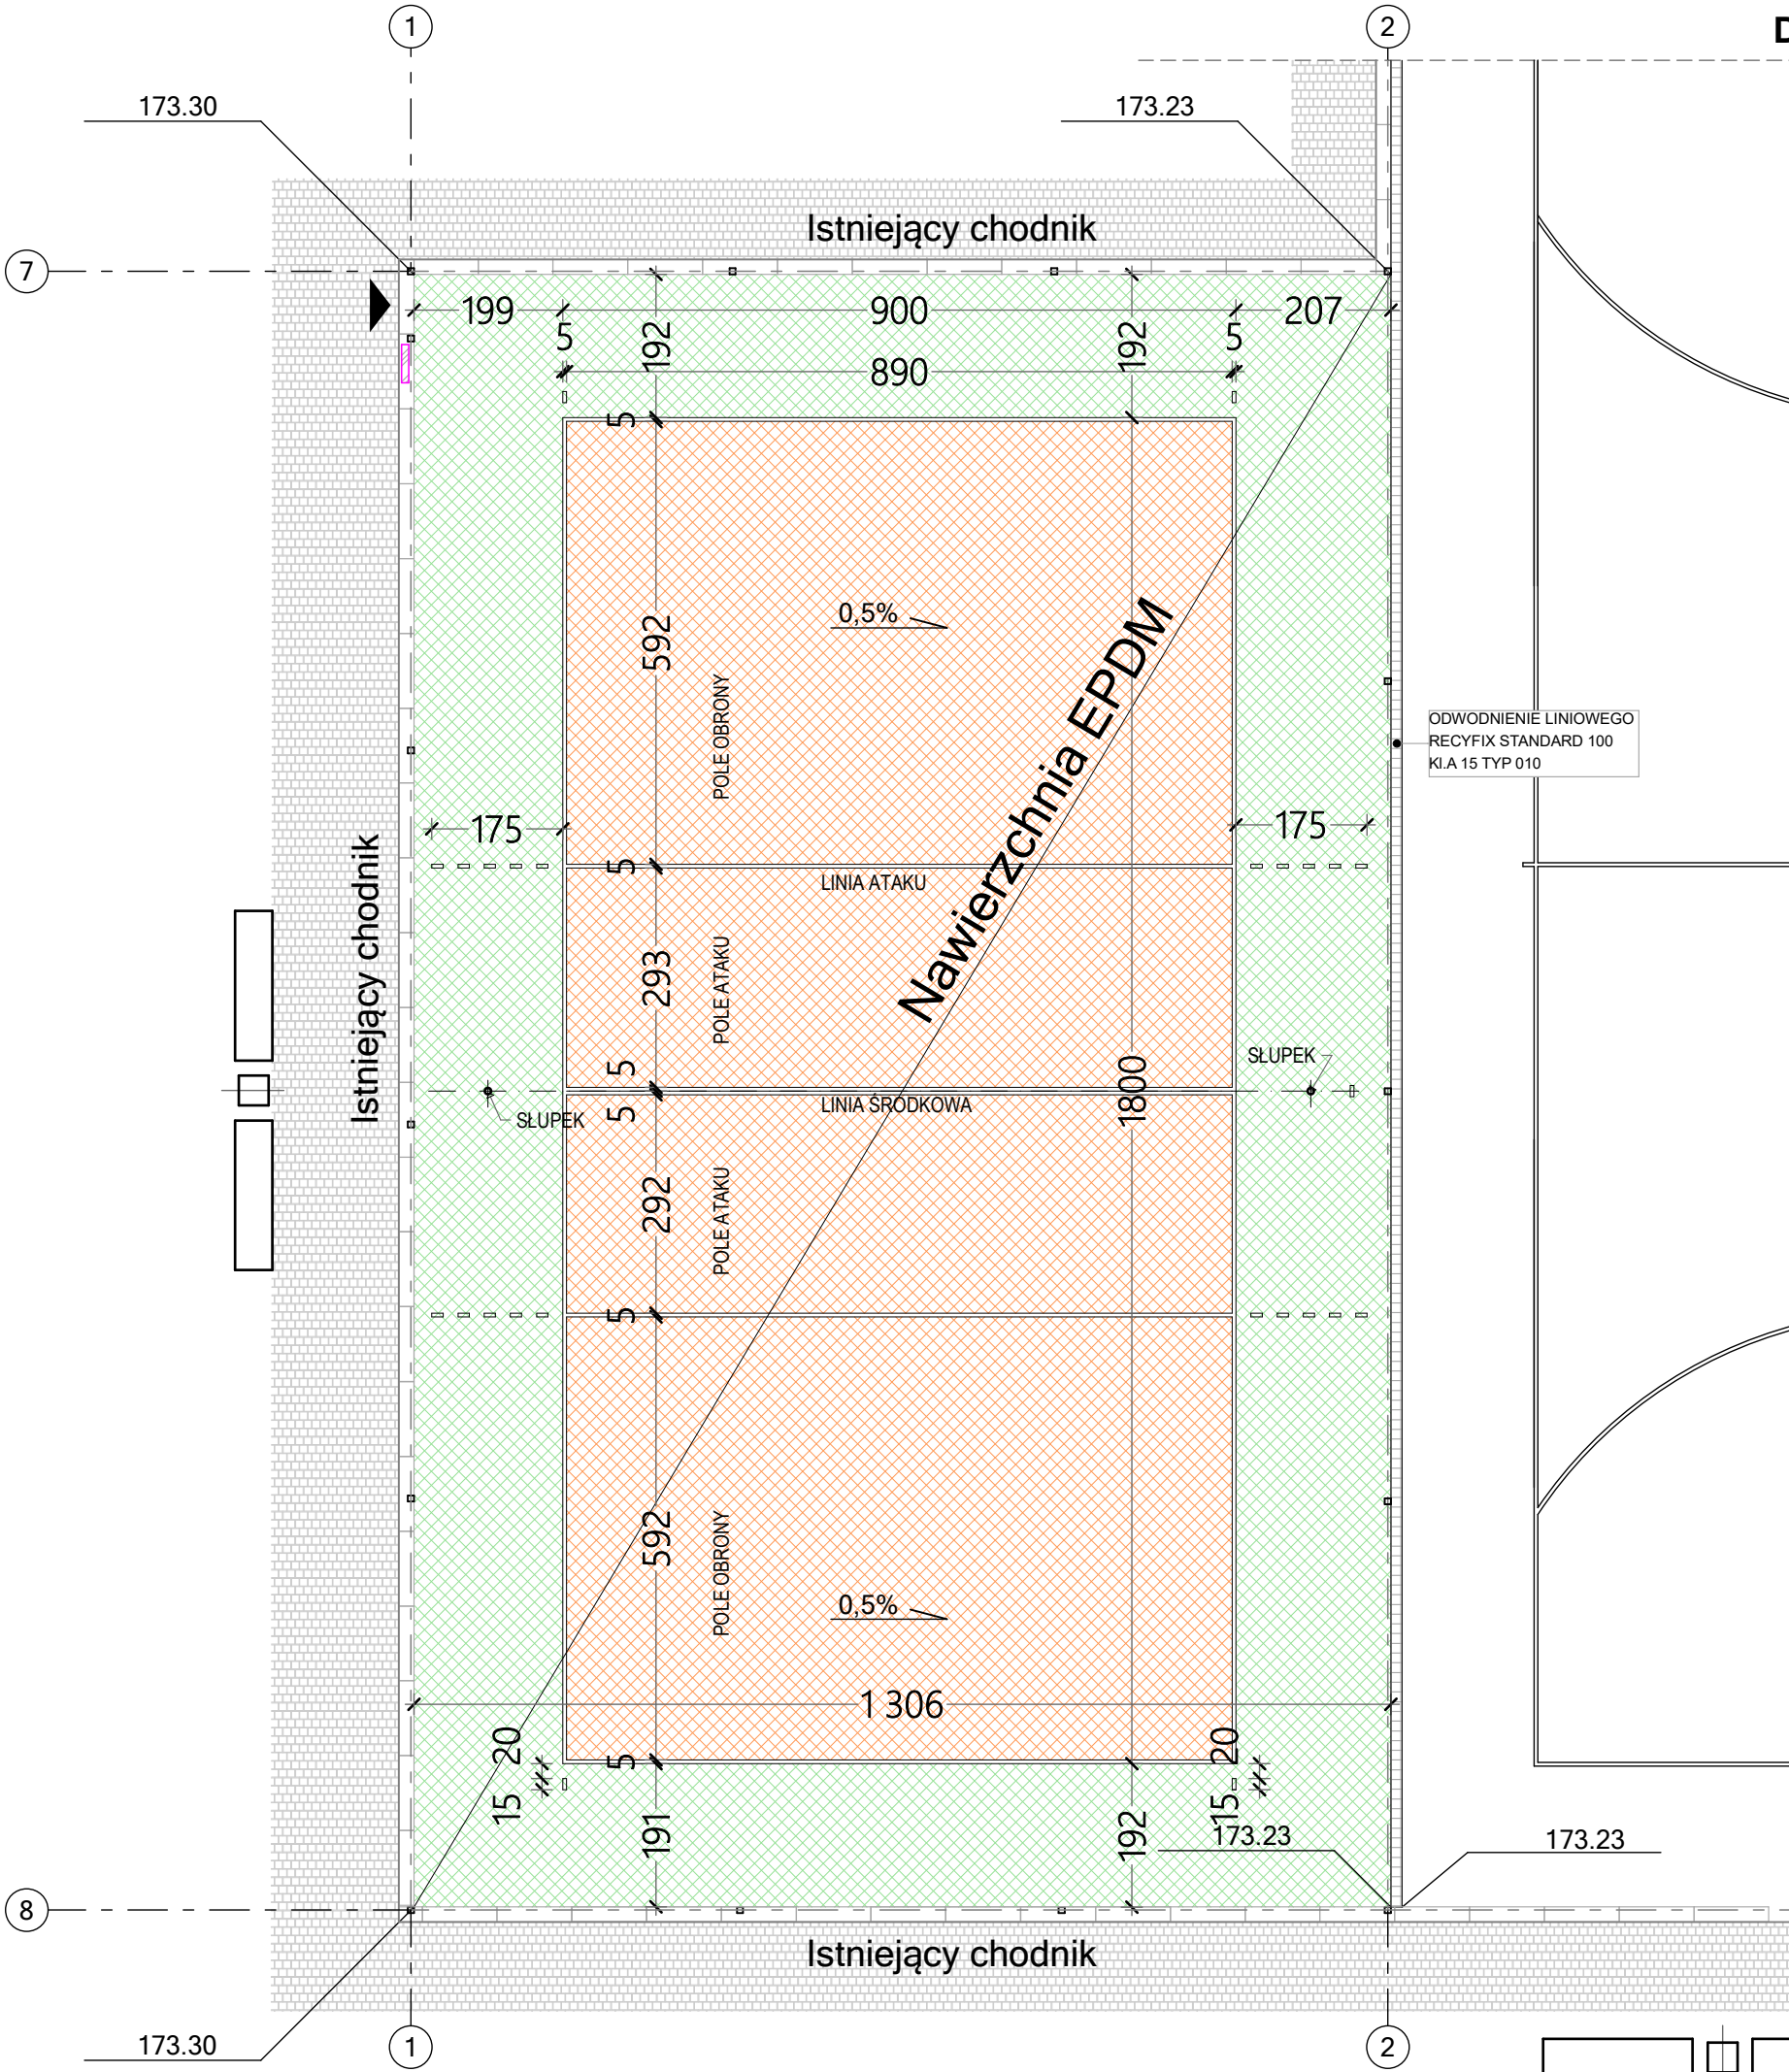 1
2
D
173.30
173.23
Istniejący chodnik
7
199
900
207
5
192
192
5
890
5
0,5%
592
POLE OBRONY
Nawierzchnia EPDM
ODWODNIENIE LINIOWEGO
RECYFIX STANDARD 100
Kl.A 15 TYP 010
175
175
5
LINIA ATAKU
Istniejący chodnik
293
POLE ATAKU
5
SŁUPEK
1800
5
LINIA ŚRODKOWA
SŁUPEK
292
POLE ATAKU
5
592
POLE OBRONY
0,5%
1 306
20
5
20
15
15
191
192
173.23
173.23
8
Istniejący chodnik
173.30
1
2